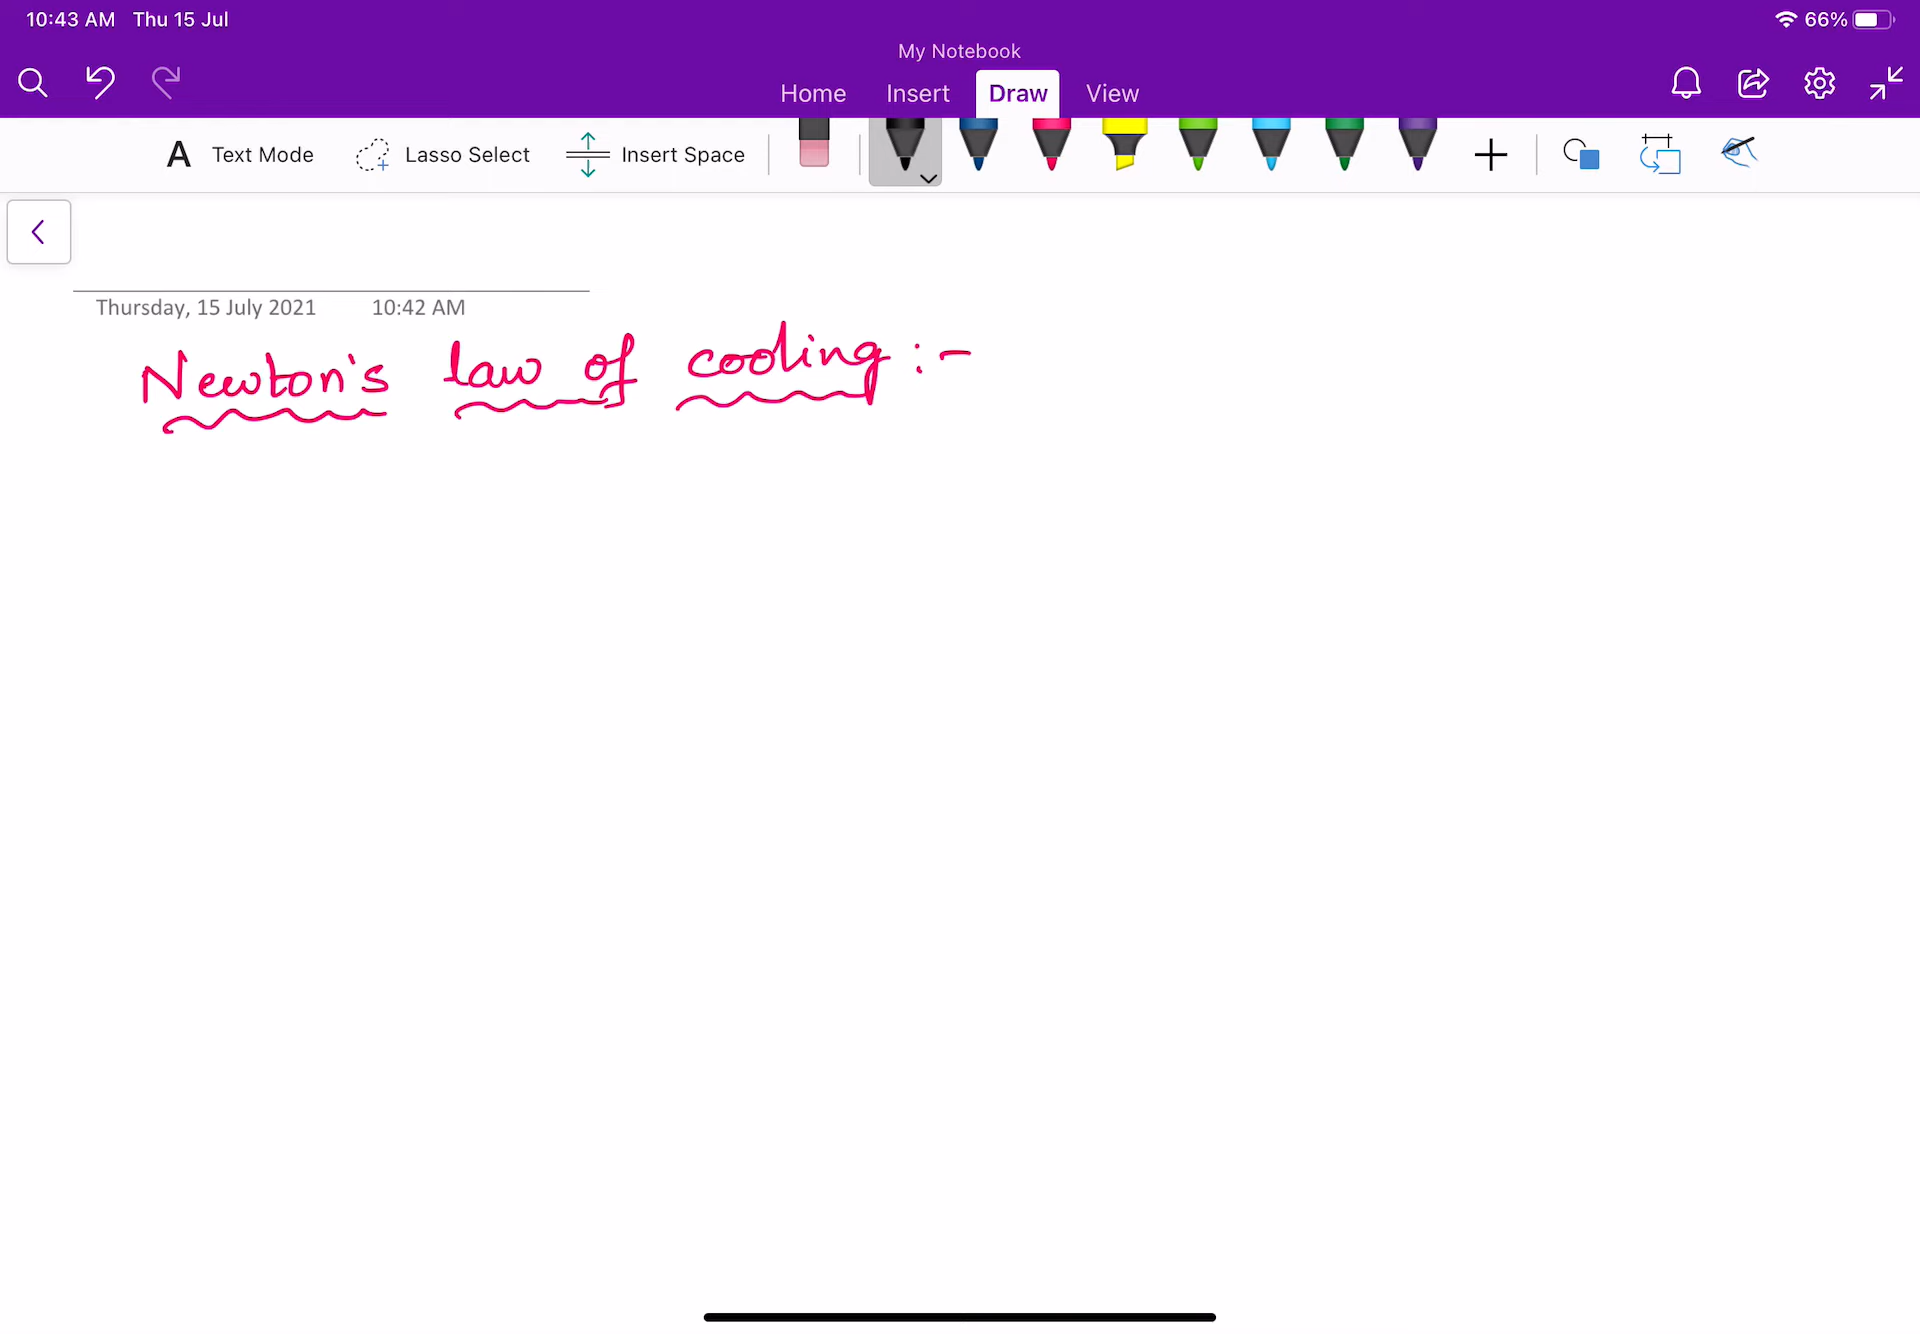 10:43 AM Thu 15 Jul 66%
My Notebook
Home Insert Draw View
A Text Mode Lasso Select Insert Space
Thursday, 15 July 2021 10:42 AM
Newton's law of cooling :-